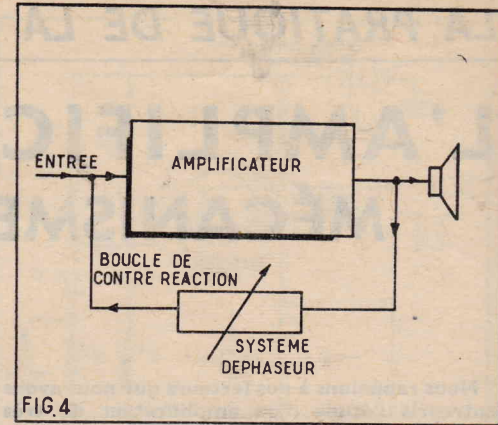 ENTREE
AMPLIFICATEUR
BOUCLE DE
CONTRE REACTION
SYSTEME
DEPHASEUR
FIG.4